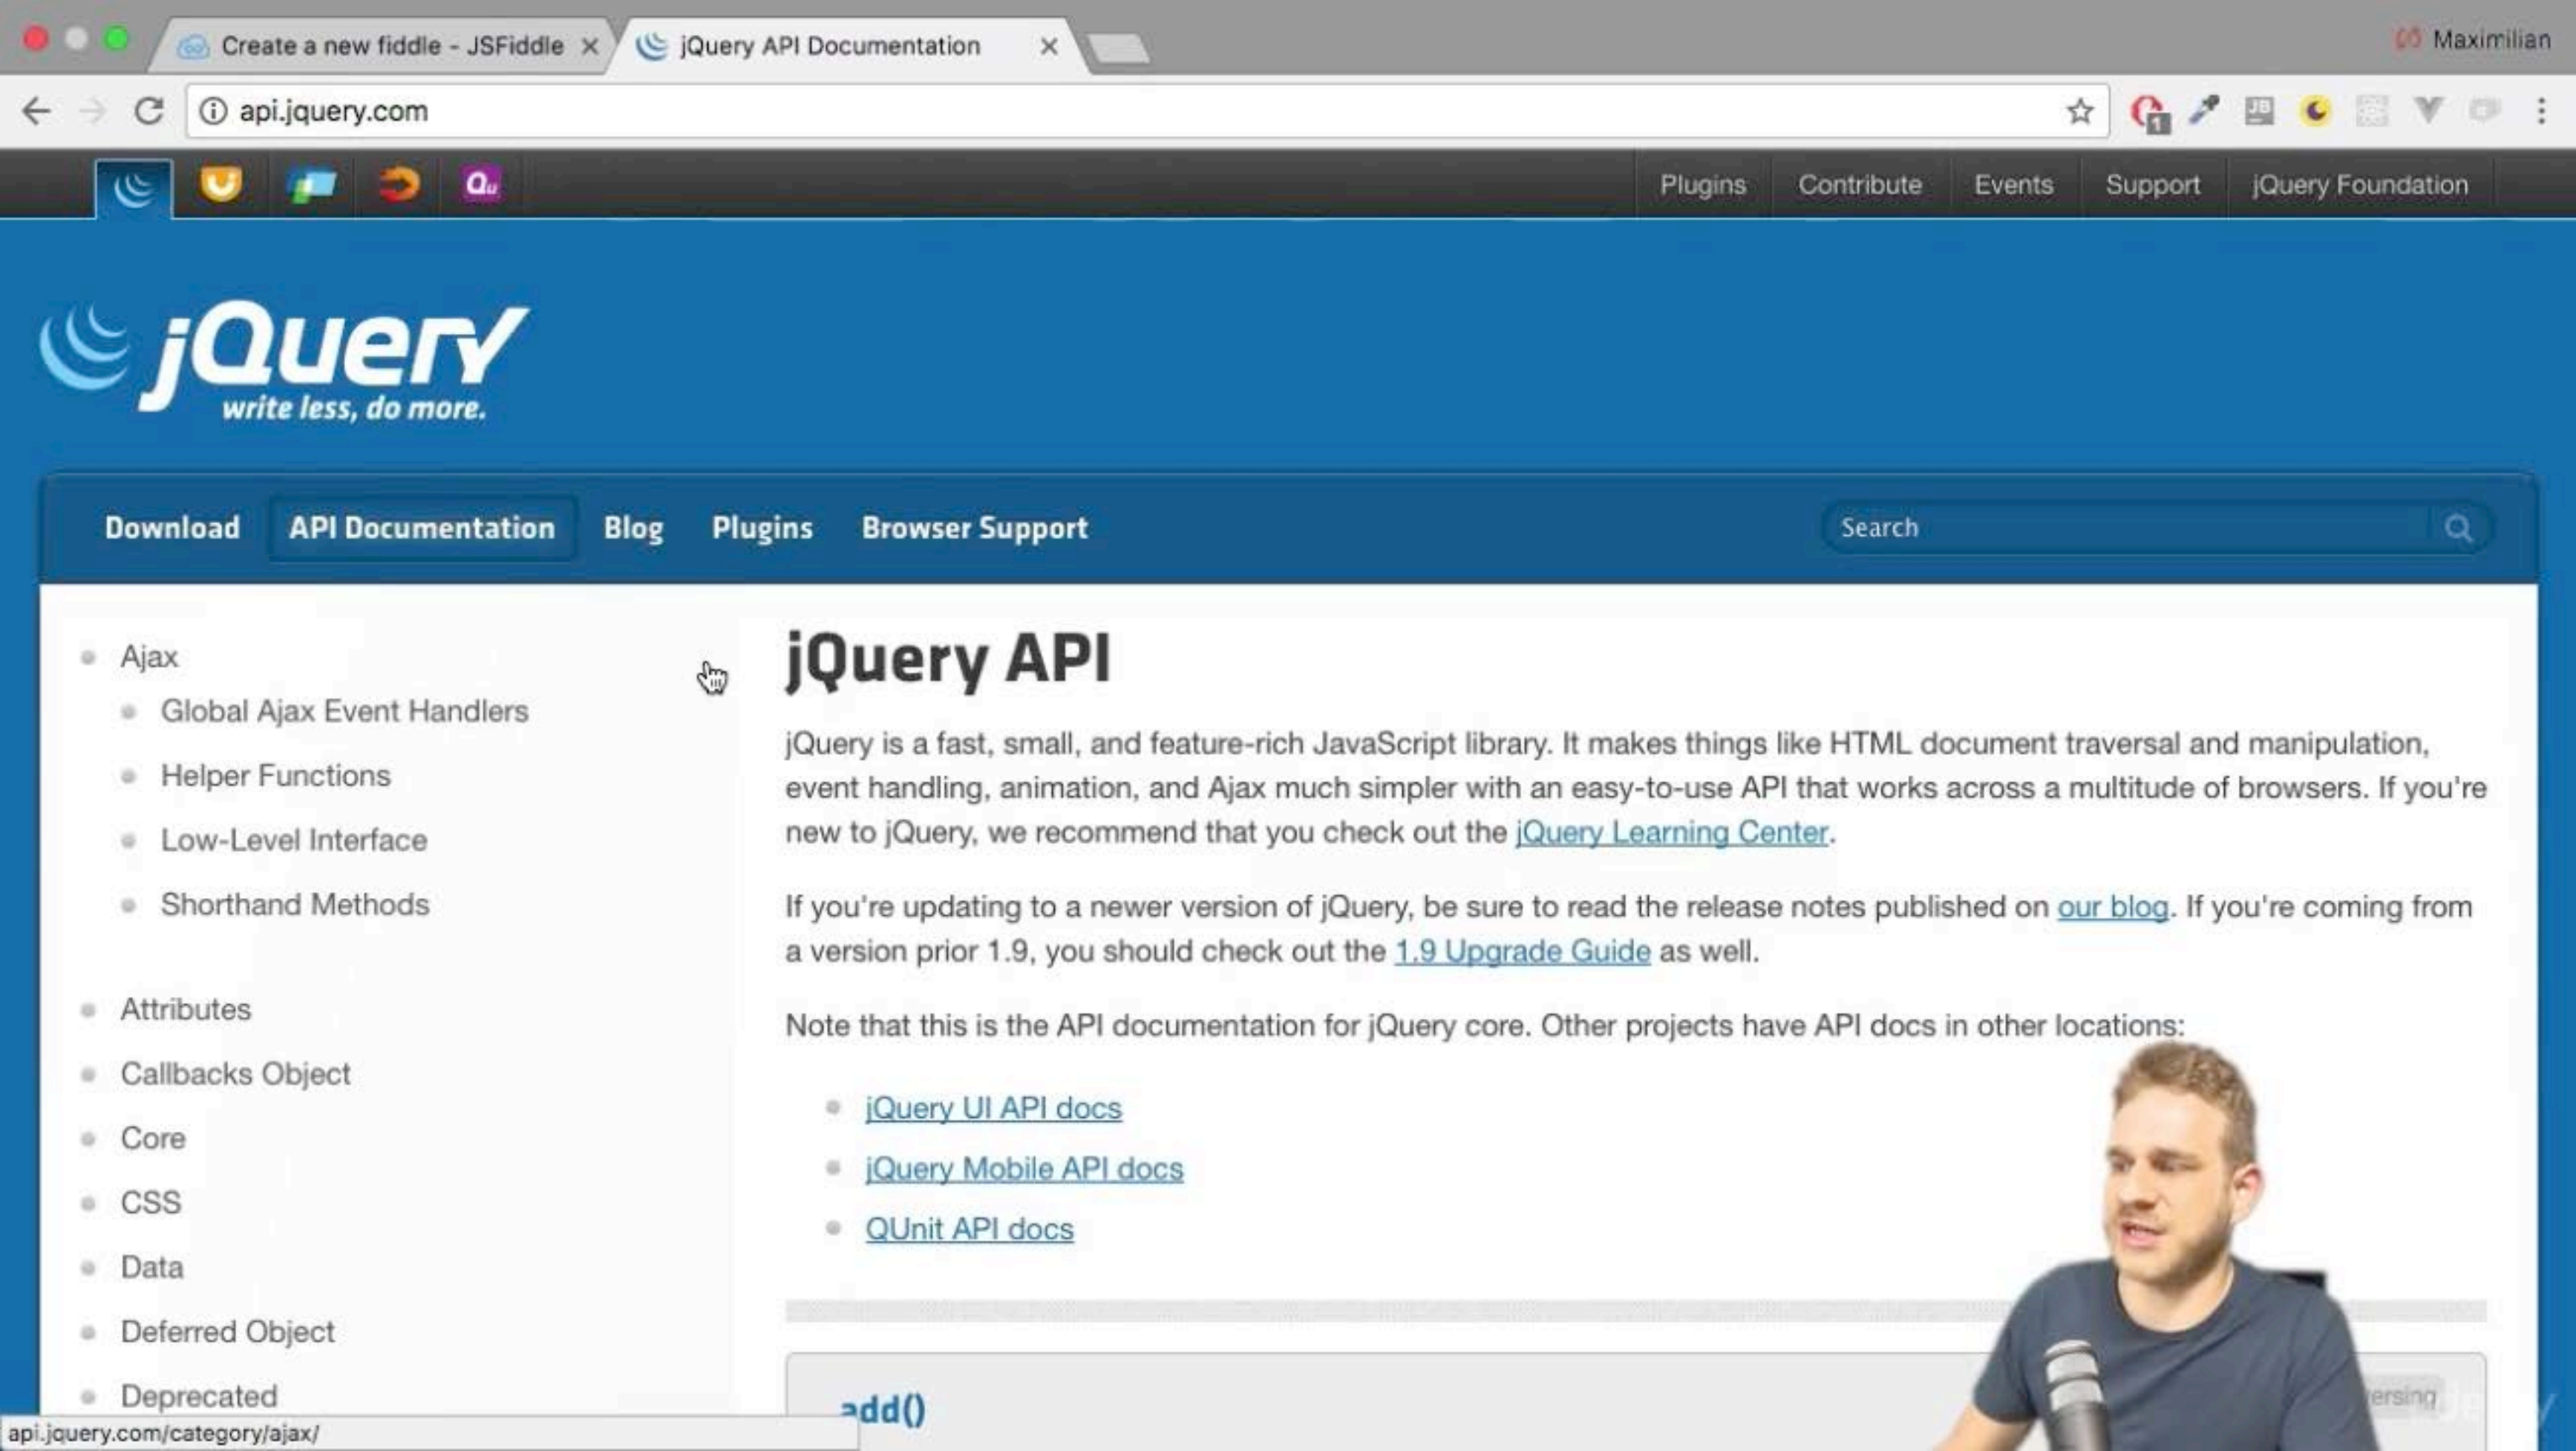 Create a new fiddle - JSFiddle
jQuery API Documentation
Maximilian
api.jquery.com
1
JB
Qu
Plugins
Contribute
Events
Support
jQuery Foundation
jQuery
write less, do more.
Download
API Documentation
Blog
Plugins
Browser Support
Search
Ajax
Global Ajax Event Handlers
Helper Functions
Low-Level Interface
Shorthand Methods
Attributes
Callbacks Object
Core
CSS
Data
Deferred Object
Deprecated
jQuery API
jQuery is a fast, small, and feature-rich JavaScript library. It makes things like HTML document traversal and manipulation,
event handling, animation, and Ajax much simpler with an easy-to-use API that works across a multitude of browsers. If you're
new to jQuery, we recommend that you check out the jQuery Learning Center.
If you're updating to a newer version of jQuery, be sure to read the release notes published on our blog. If you're coming from
a version prior 1.9, you should check out the 1.9 Upgrade Guide as well.
Note that this is the API documentation for jQuery core. Other projects have API docs in other locations:
jQuery UI API docs
jQuery Mobile API docs
QUnit API docs
add()
ersing
api.jquery.com/category/ajax/